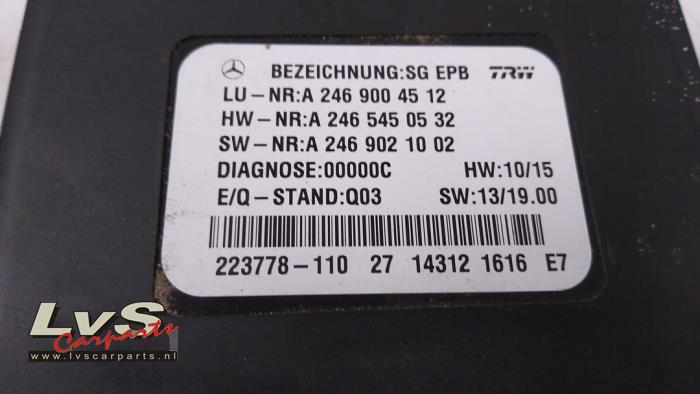 BEZEICHNUNG:SG EPB TRW
LU-NR:A 246 900 45 12
HW-NR:A 246 545 05 32
SW-NR:A 246 902 10 02
DIAGNOSE:00000C HW:10/15
E/Q-STAND:Q03 SW:13/19.00
223778-110 27 14312 1616 E7
LvS
Carparts
www.lvscarparts.nl